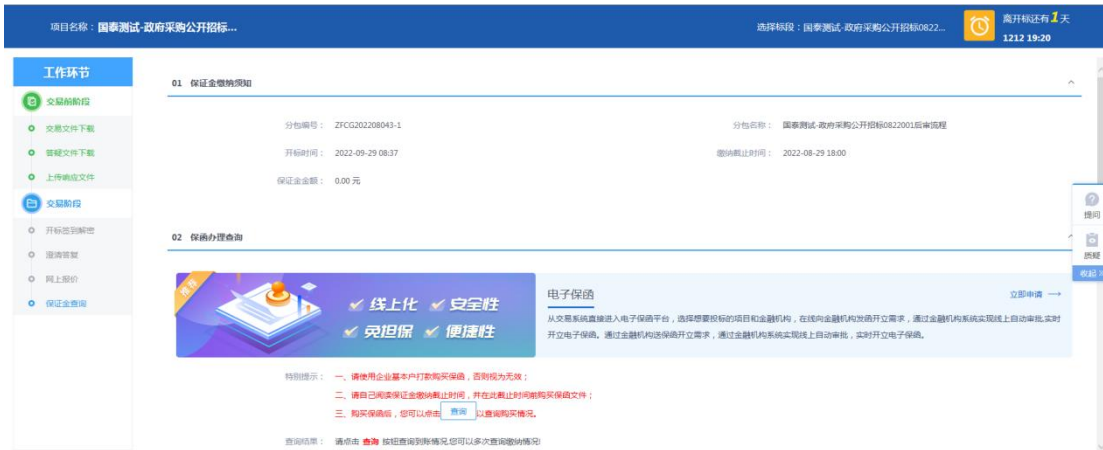 项目名称：国泰测试-政府采购公开招标...
选择标段：国泰测试-政府采购公开招标0822...
离开标还有1天
1212 19:20
工作环节
交易前阶段
交易文件下载
答疑文件下载
上传响应文件
交易阶段
开标签到解密
澄清答复
网上报价
保证金查询
01 保证金缴纳须知
分包编号： ZFCG202208043-1
分包名称： 国泰测试-政府采购公开招标0822001后审流程
开标时间： 2022-09-29 08:37
缴纳截止时间： 2022-08-29 18:00
保证金金额： 0.00 元
02 保函办理查询
推荐
线上化 安全性
免担保 便捷性
电子保函
立即申请
从交易系统直接进入电子保函平台，选择想要投标的项目和金融机构，在线向金融机构发函开立需求，通过金融机构系统实现线上自动审批,实时
开立电子保函。通过金融机构送保函开立需求，通过金融机构系统实现线上自动审批，实时开立电子保函。
特别提示： 一、请使用企业基本户打款购买保函，否则视为无效；
二、请自己阅读保证金缴纳截止时间，并在此截止时间前购买保函文件；
三、购买保函后，您可以点击 查询 以查询购买情况。
查询结果： 请点击 查询 按钮查询到账情况.您可以多次查询缴纳情况!
提问
质疑
收起